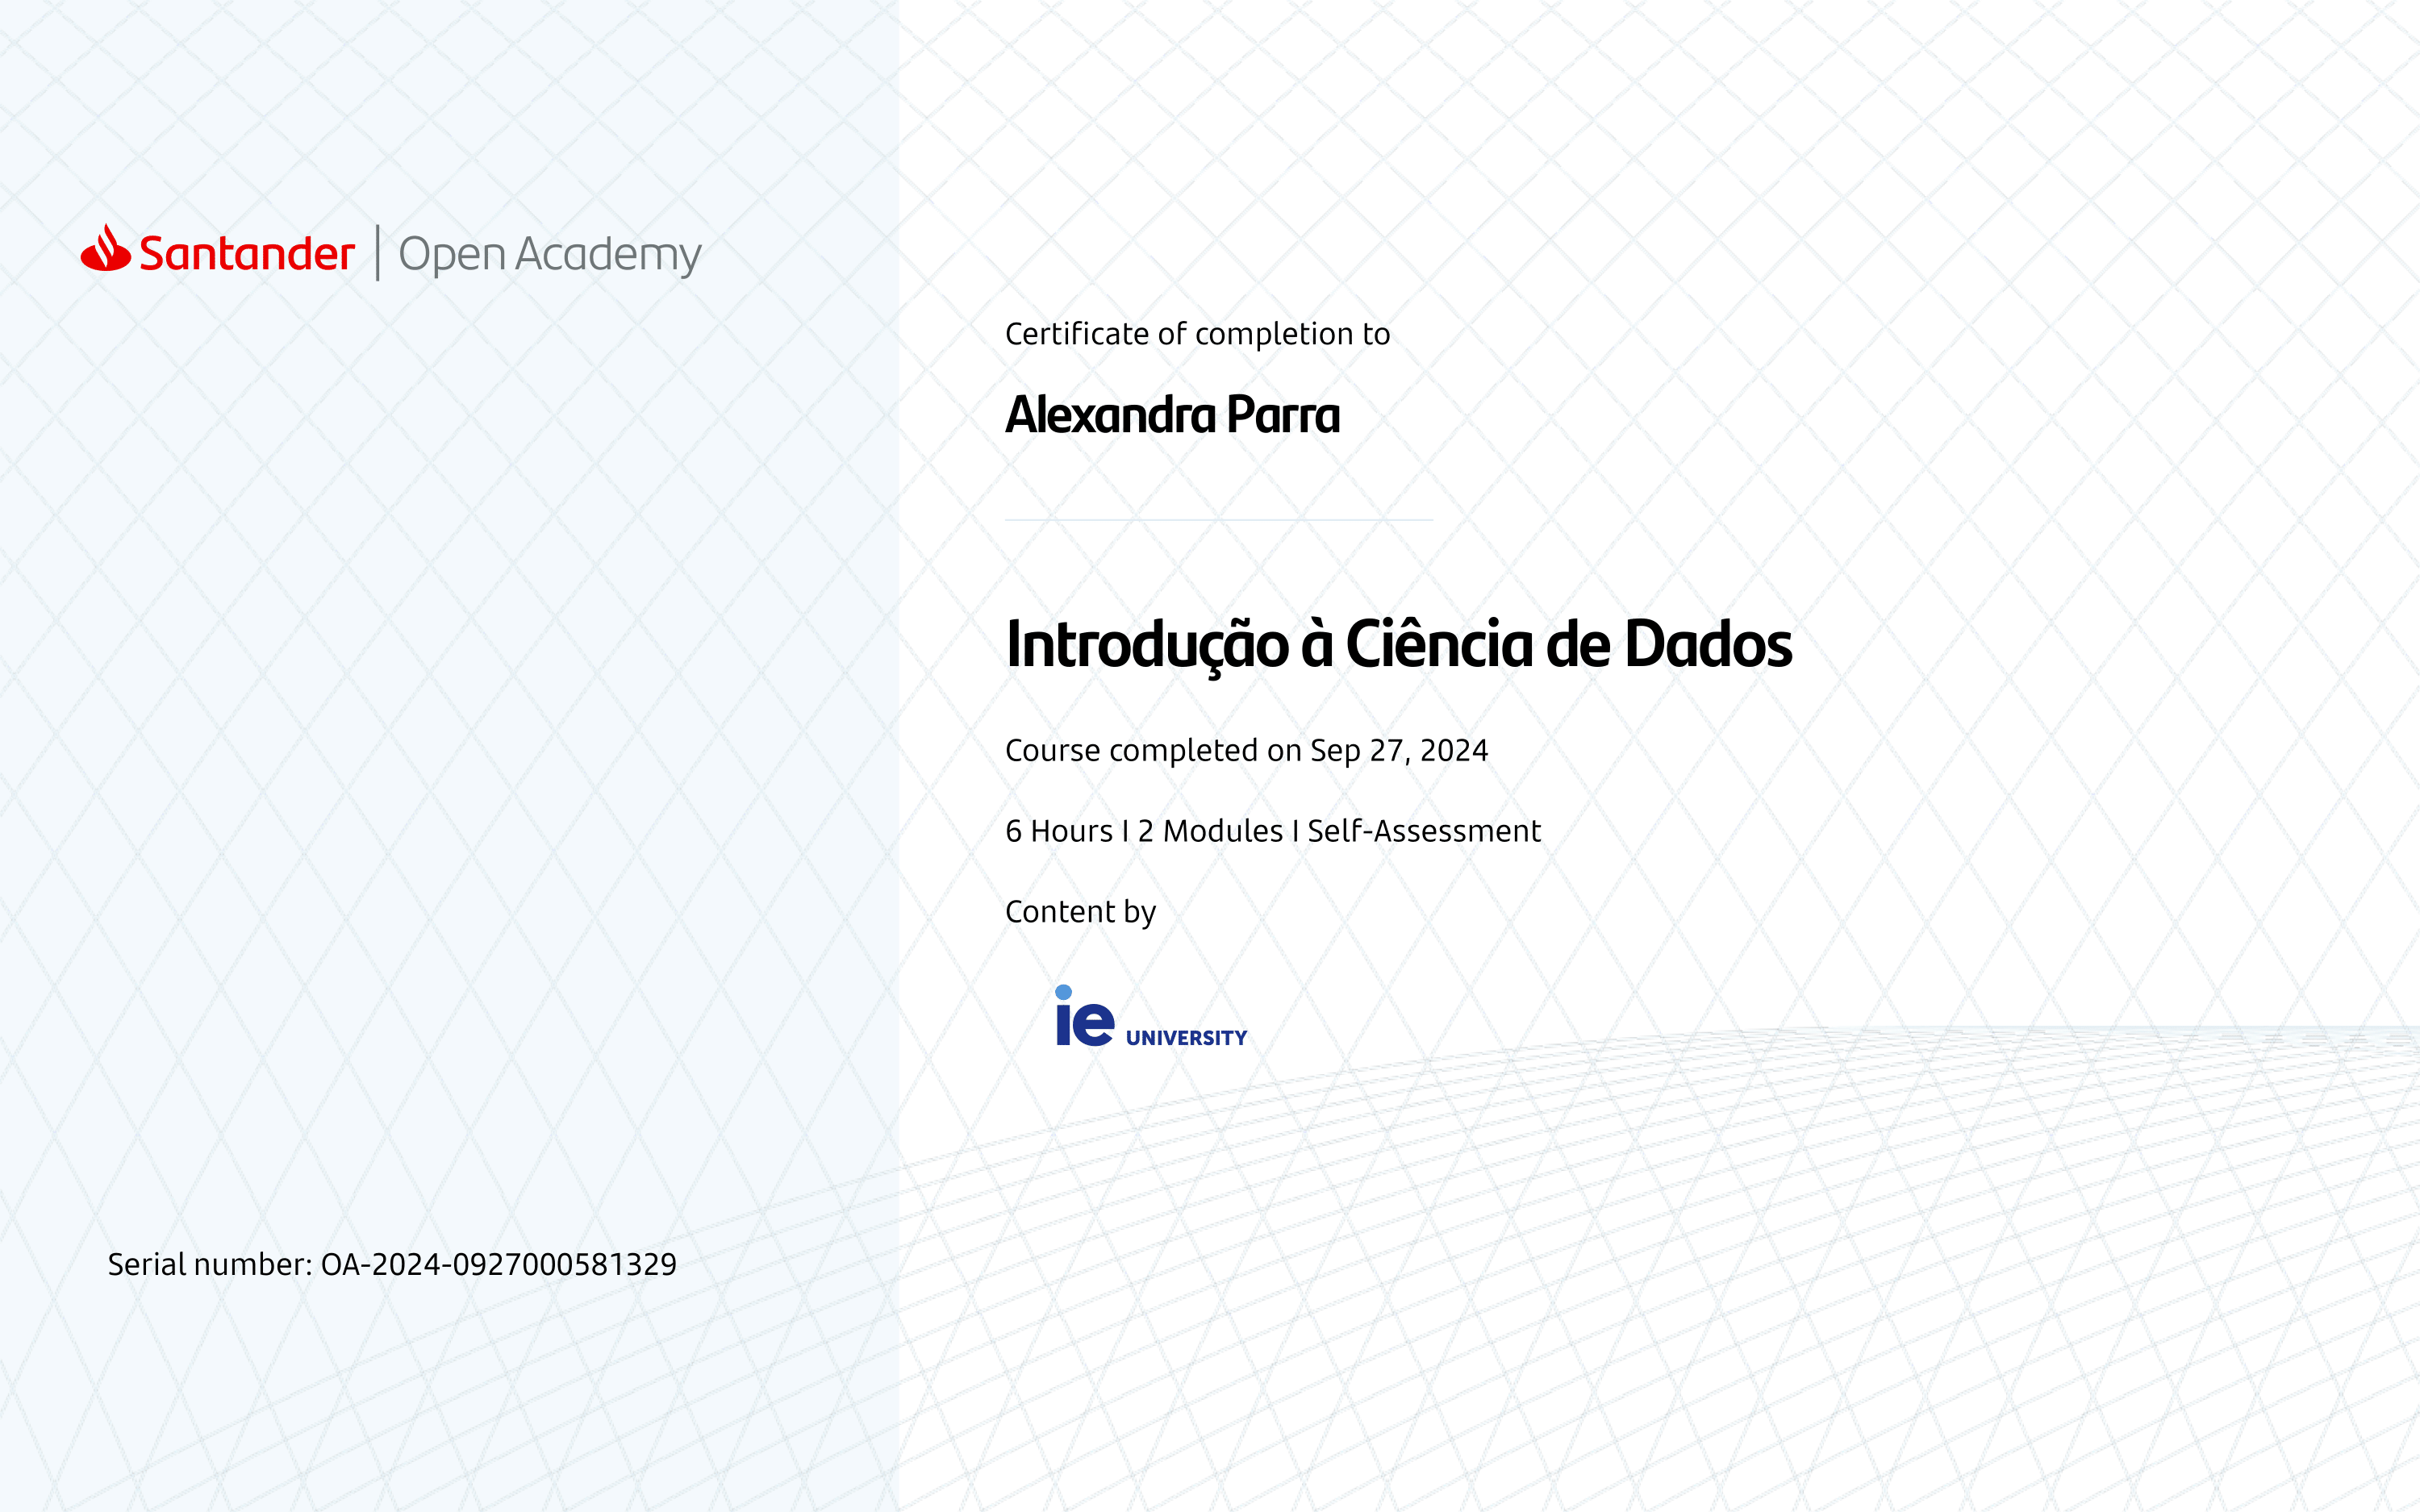 Santander | Open Academy
Certificate of completion to
Alexandra Parra
Introdução à Ciência de Dados
Course completed on Sep 27, 2024
6 Hours I 2 Modules I Self-Assessment
Content by
ie UNIVERSITY
Serial number: OA-2024-0927000581329